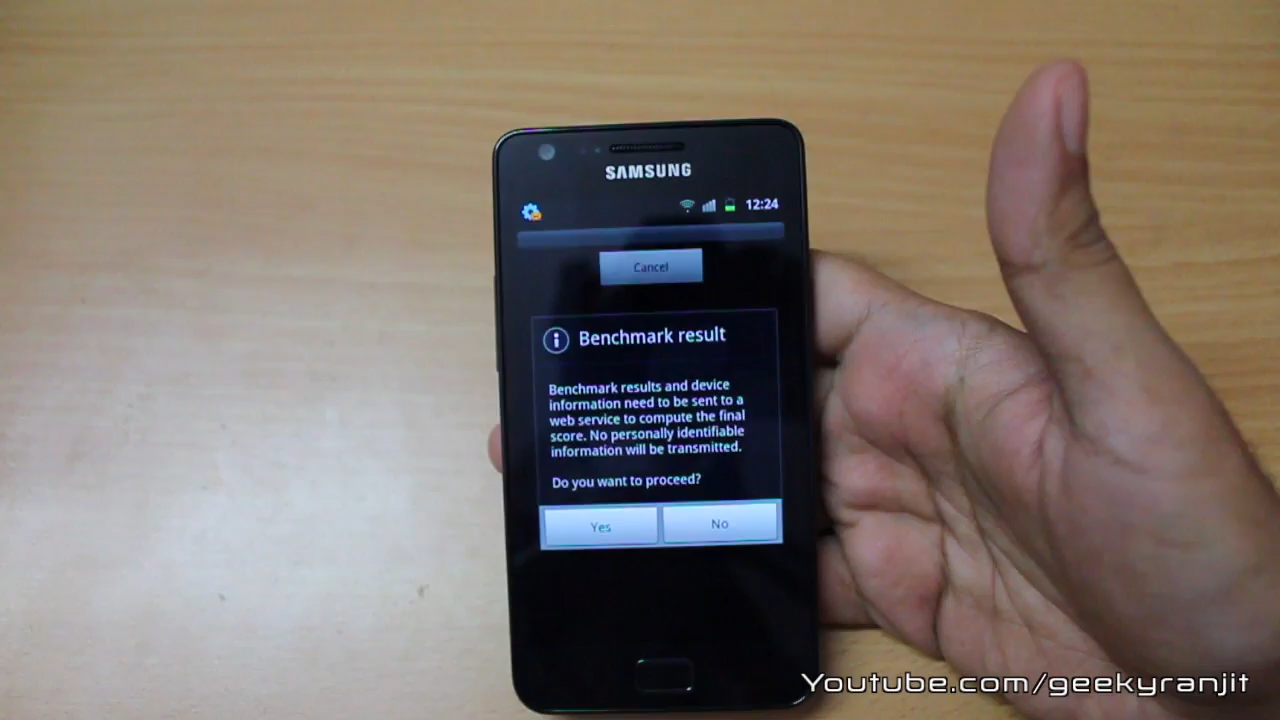 SAMSUNG
12:24
Cancel
Benchmark result
Benchmark results and device
information need to be sent to a
web service to compute the final
score. No personally identifiable
information will be transmitted.
Do you want to proceed?
Yes No
Youtube.com/geekyranjit